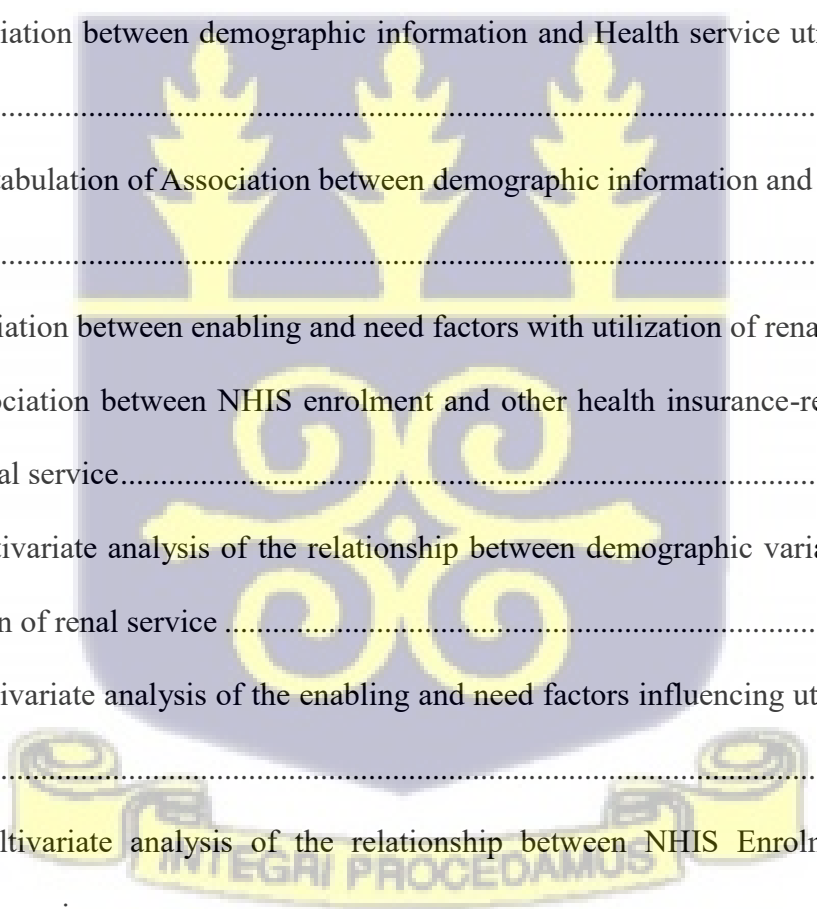 iation between demographic information and Health service uti
................................................................................
tabulation of Association between demographic information and
................................................................................
iation between enabling and need factors with utilization of rena
ociation between NHIS enrolment and other health insurance-re
al service................................................................................
tivariate analysis of the relationship between demographic varia
n of renal service ................................................................................
ivariate analysis of the enabling and need factors influencing ut
................................................................................
ltivariate analysis of the relationship between NHIS Enroln
INTEGRI PROCEDAMUS